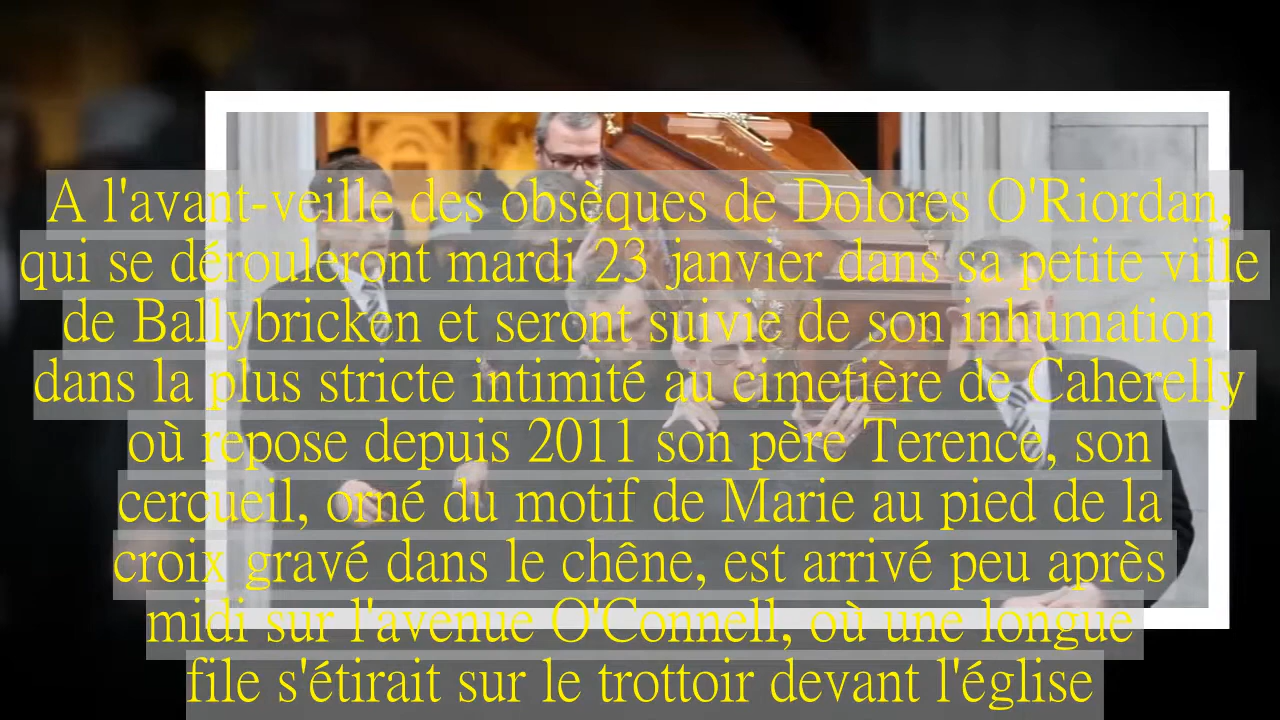 A l'avant-veille des obsèques de Dolores O'Riordan,
qui se dérouleront mardi 23 janvier dans sa petite ville
de Ballybricken et seront suivie de son inhumation
dans la plus stricte intimité au cimetière de Caherelly
où repose depuis 2011 son père Terence, son
cercueil, orné du motif de Marie au pied de la
croix gravé dans le chêne, est arrivé peu après
midi sur l'avenue O'Connell, où une longue
file s'étirait sur le trottoir devant l'église